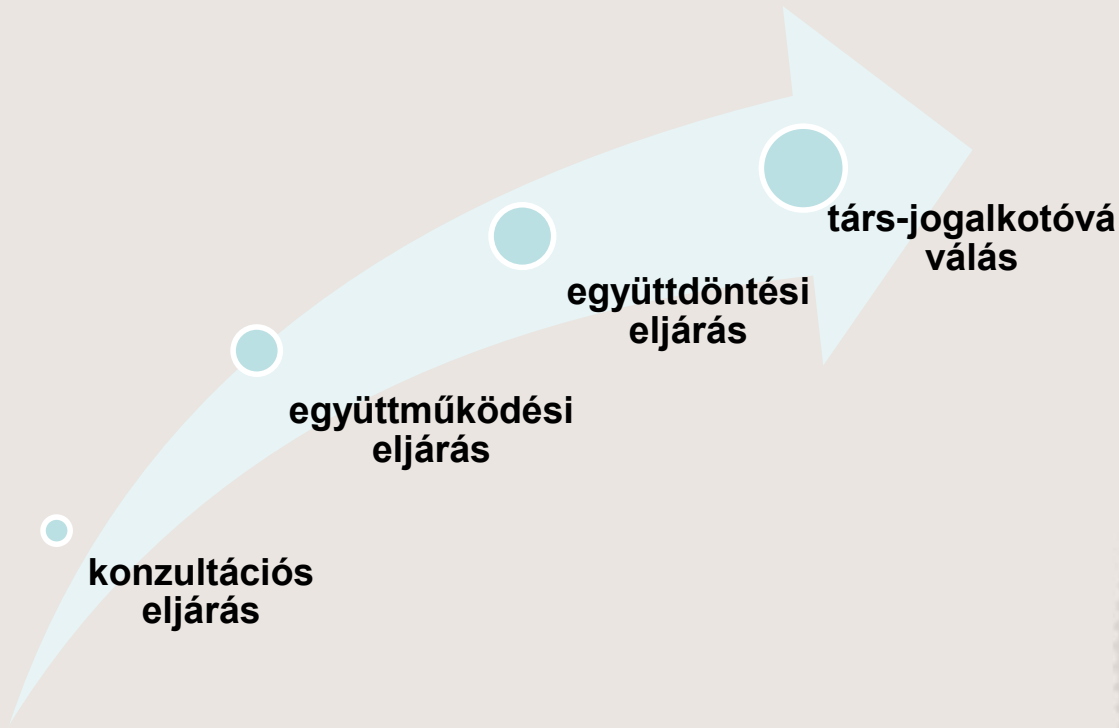 társ-jogalkotóvá
válás
együttdöntési
eljárás
együttműködési
eljárás
konzultációs
eljárás